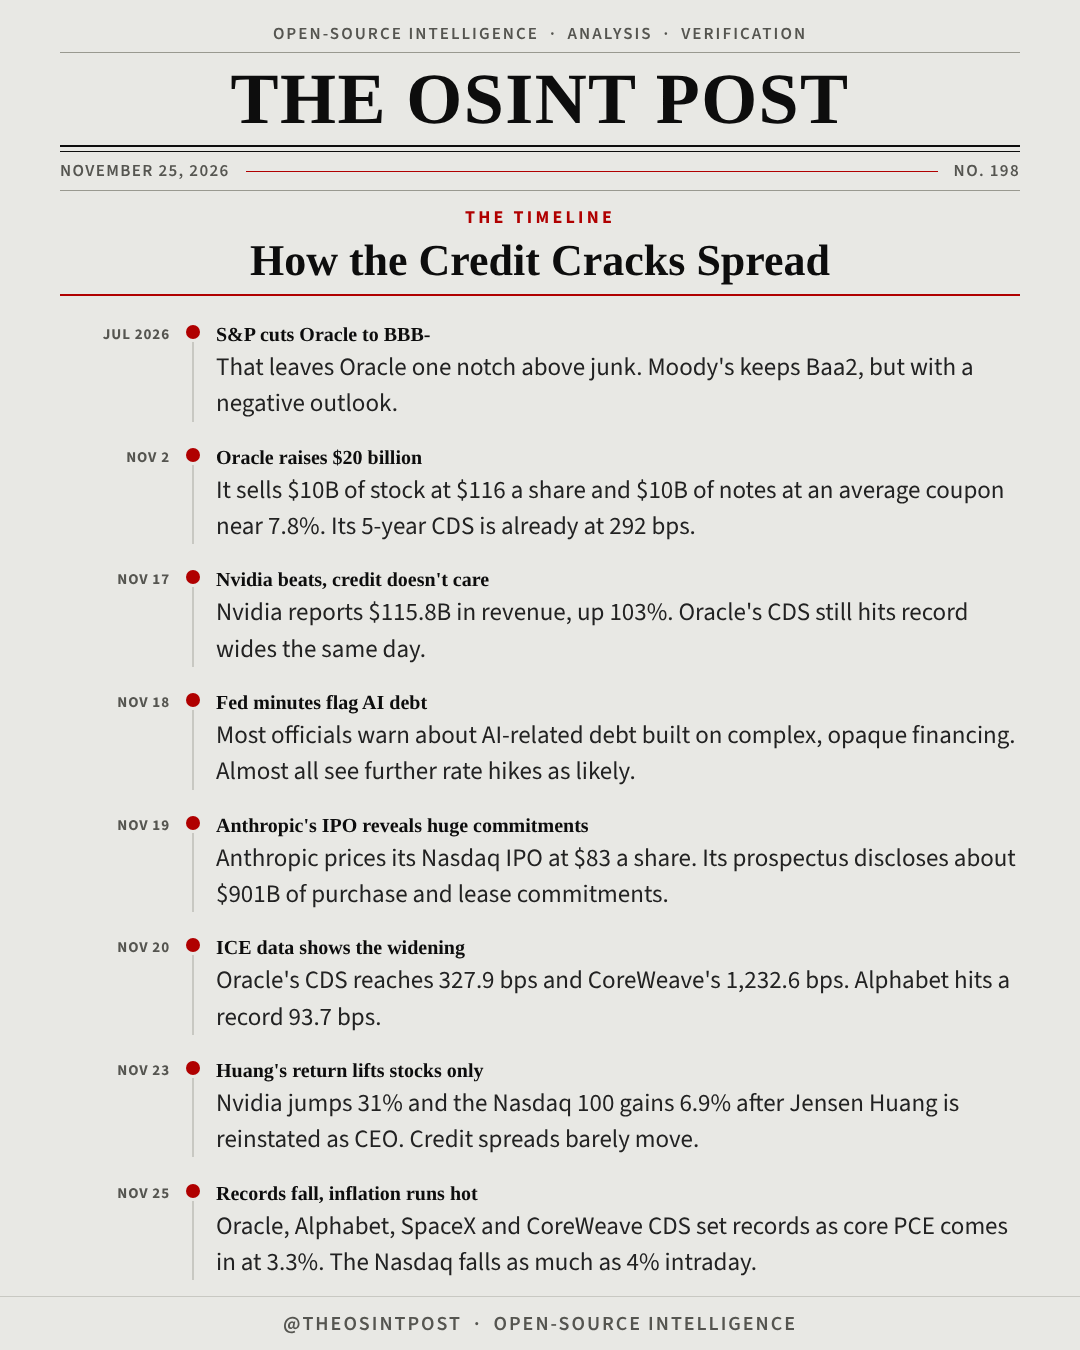 OPEN-SOURCE INTELLIGENCE · ANALYSIS · VERIFICATION
THE OSINT POST
NOVEMBER 25, 2026
NO. 198
THE TIMELINE
How the Credit Cracks Spread
JUL 2026
S&P cuts Oracle to BBB-
That leaves Oracle one notch above junk. Moody's keeps Baa2, but with a
negative outlook.
NOV 2
Oracle raises $20 billion
It sells $10B of stock at $116 a share and $10B of notes at an average coupon
near 7.8%. Its 5-year CDS is already at 292 bps.
NOV 17
Nvidia beats, credit doesn't care
Nvidia reports $115.8B in revenue, up 103%. Oracle's CDS still hits record
wides the same day.
NOV 18
Fed minutes flag AI debt
Most officials warn about AI-related debt built on complex, opaque financing.
Almost all see further rate hikes as likely.
NOV 19
Anthropic's IPO reveals huge commitments
Anthropic prices its Nasdaq IPO at $83 a share. Its prospectus discloses about
$901B of purchase and lease commitments.
NOV 20
ICE data shows the widening
Oracle's CDS reaches 327.9 bps and CoreWeave's 1,232.6 bps. Alphabet hits a
record 93.7 bps.
NOV 23
Huang's return lifts stocks only
Nvidia jumps 31% and the Nasdaq 100 gains 6.9% after Jensen Huang is
reinstated as CEO. Credit spreads barely move.
NOV 25
Records fall, inflation runs hot
Oracle, Alphabet, SpaceX and CoreWeave CDS set records as core PCE comes
in at 3.3%. The Nasdaq falls as much as 4% intraday.
@THEOSINTPOST · OPEN-SOURCE INTELLIGENCE